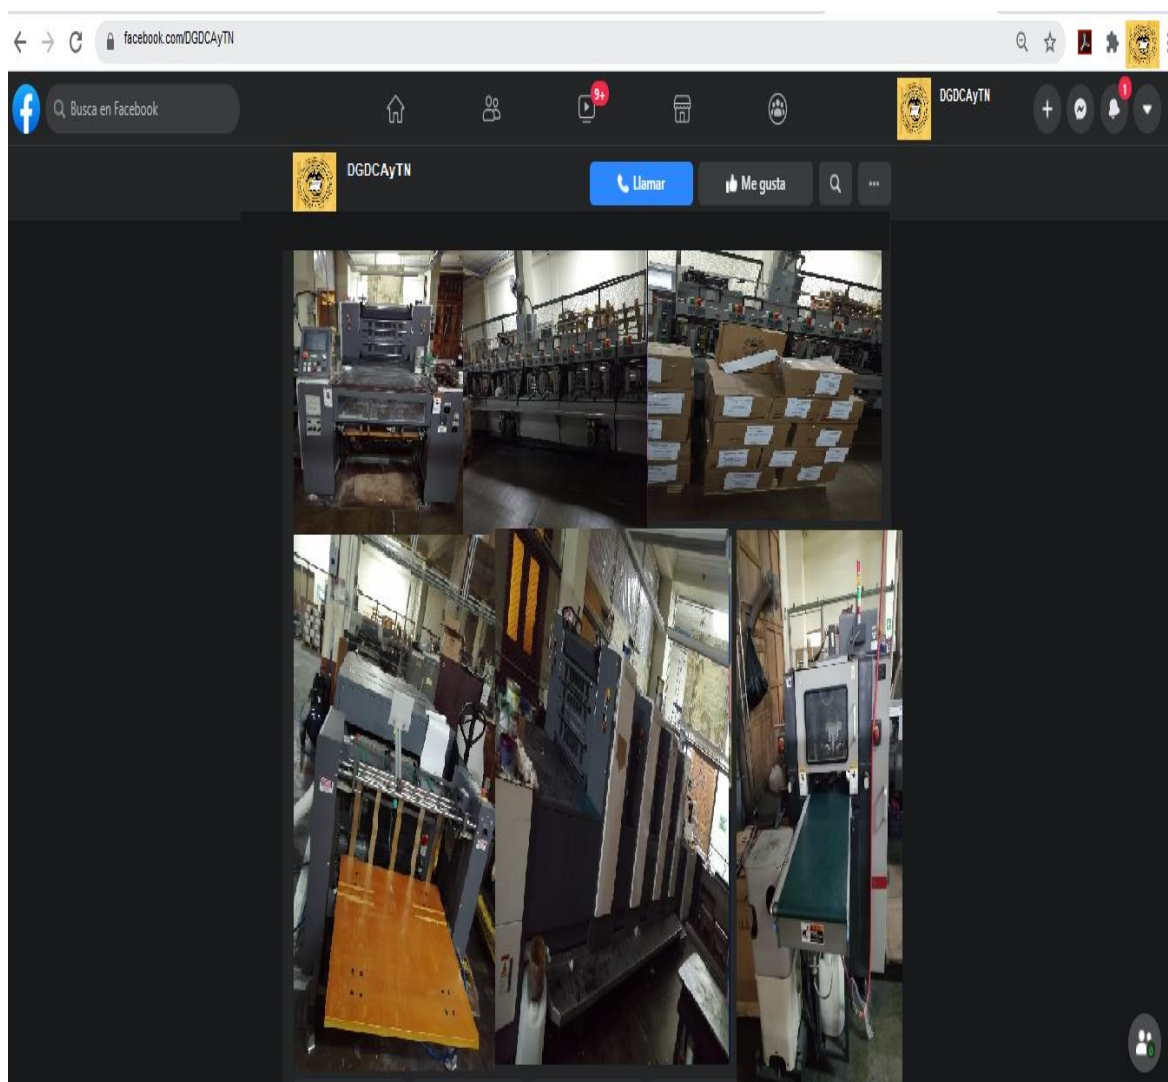 facebook.com/DGDCAyTN
Busca en Facebook
9+
DGDCAyTN
1
DGDCAyTN
Llamar
Me gusta